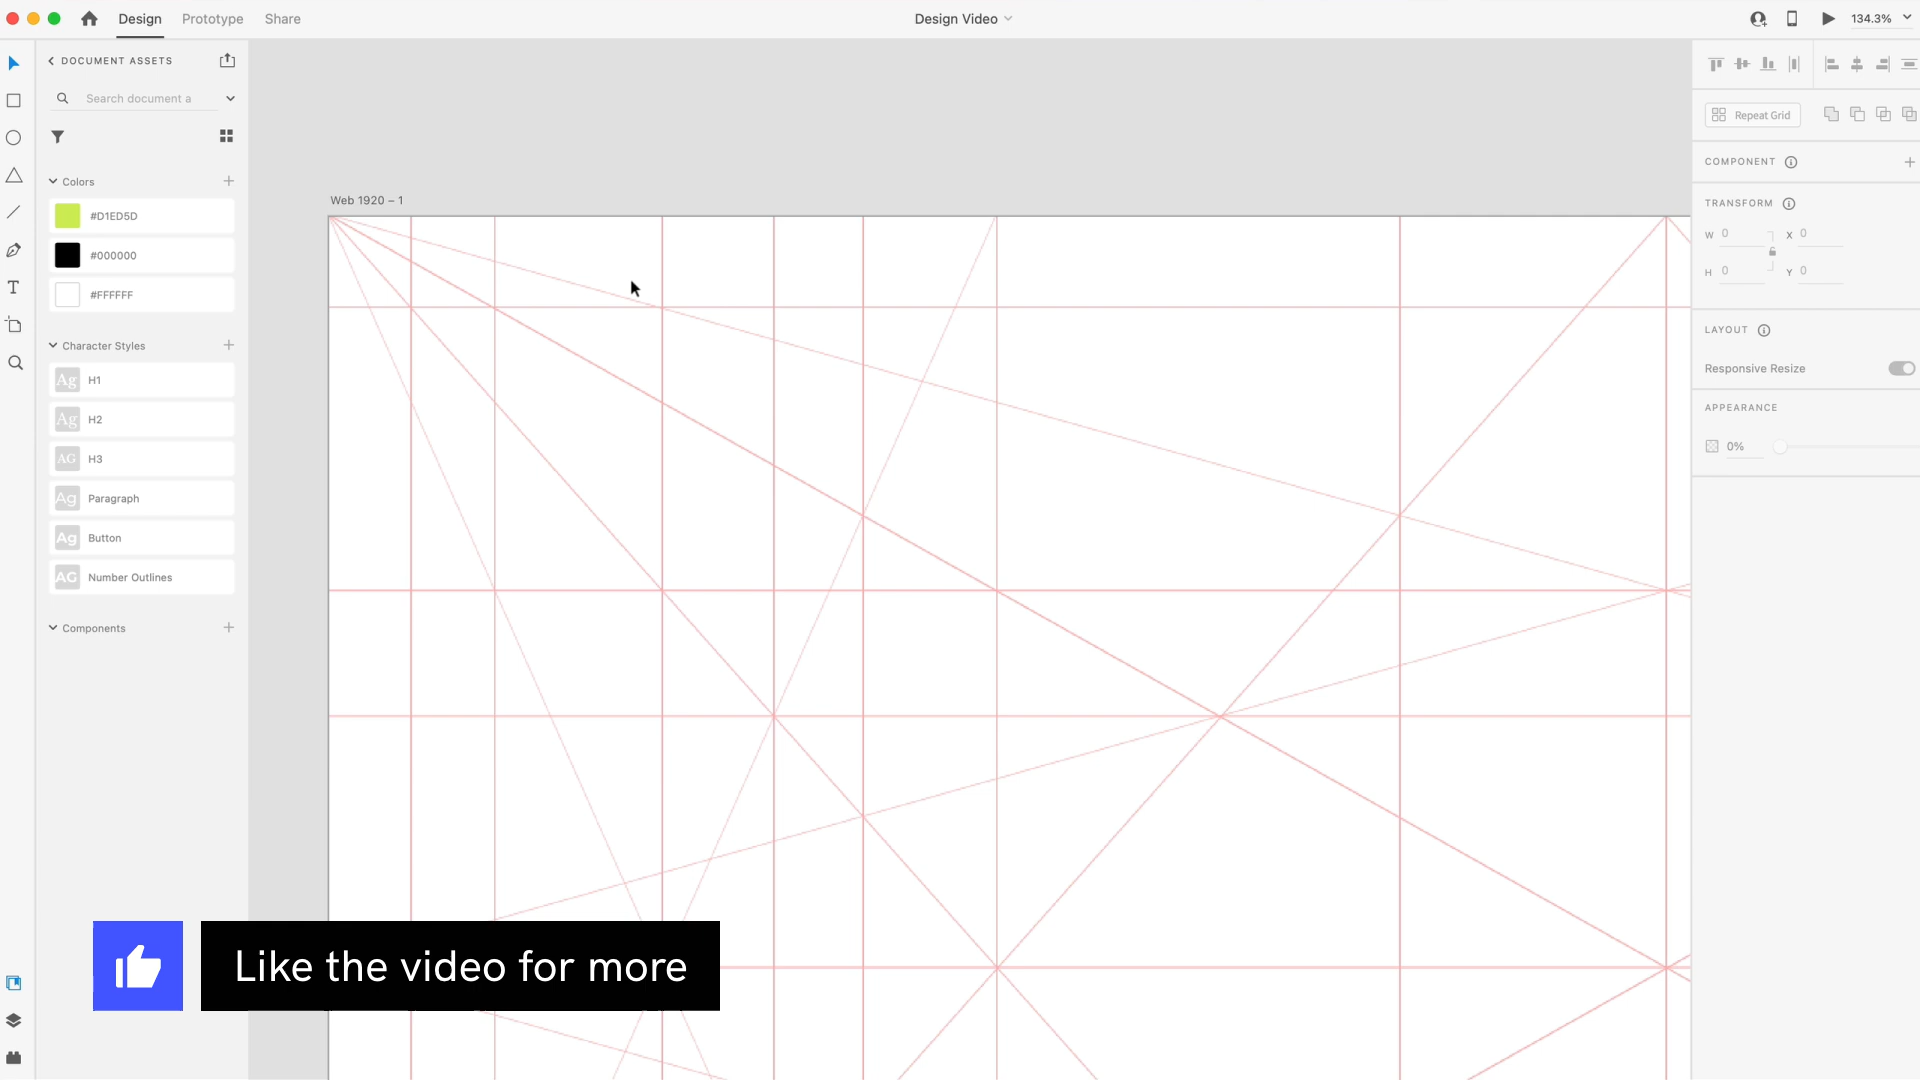 Design Prototype Share Design Video 134.3%
DOCUMENT ASSETS
Search document a
Colors
#D1ED5D
#000000
#FFFFFF
Character Styles
Ag H1
Ag H2
AG H3
Ag Paragraph
Ag Button
AG Number Outlines
Components
Web 1920 – 1
Like the video for more
Repeat Grid
COMPONENT
TRANSFORM
W 0 X 0
H 0 Y 0
LAYOUT
Responsive Resize
APPEARANCE
0%